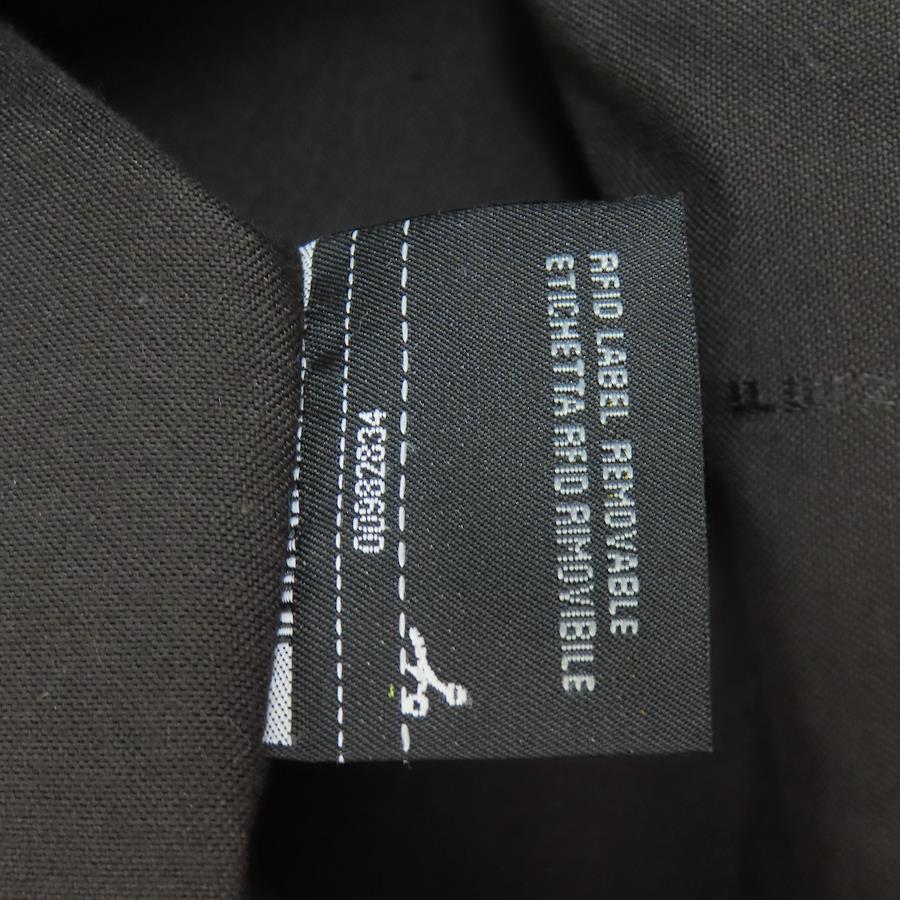 RFID LABEL REMOVABLE
ETICHETTA RFID RIMOVIBILE
00982834